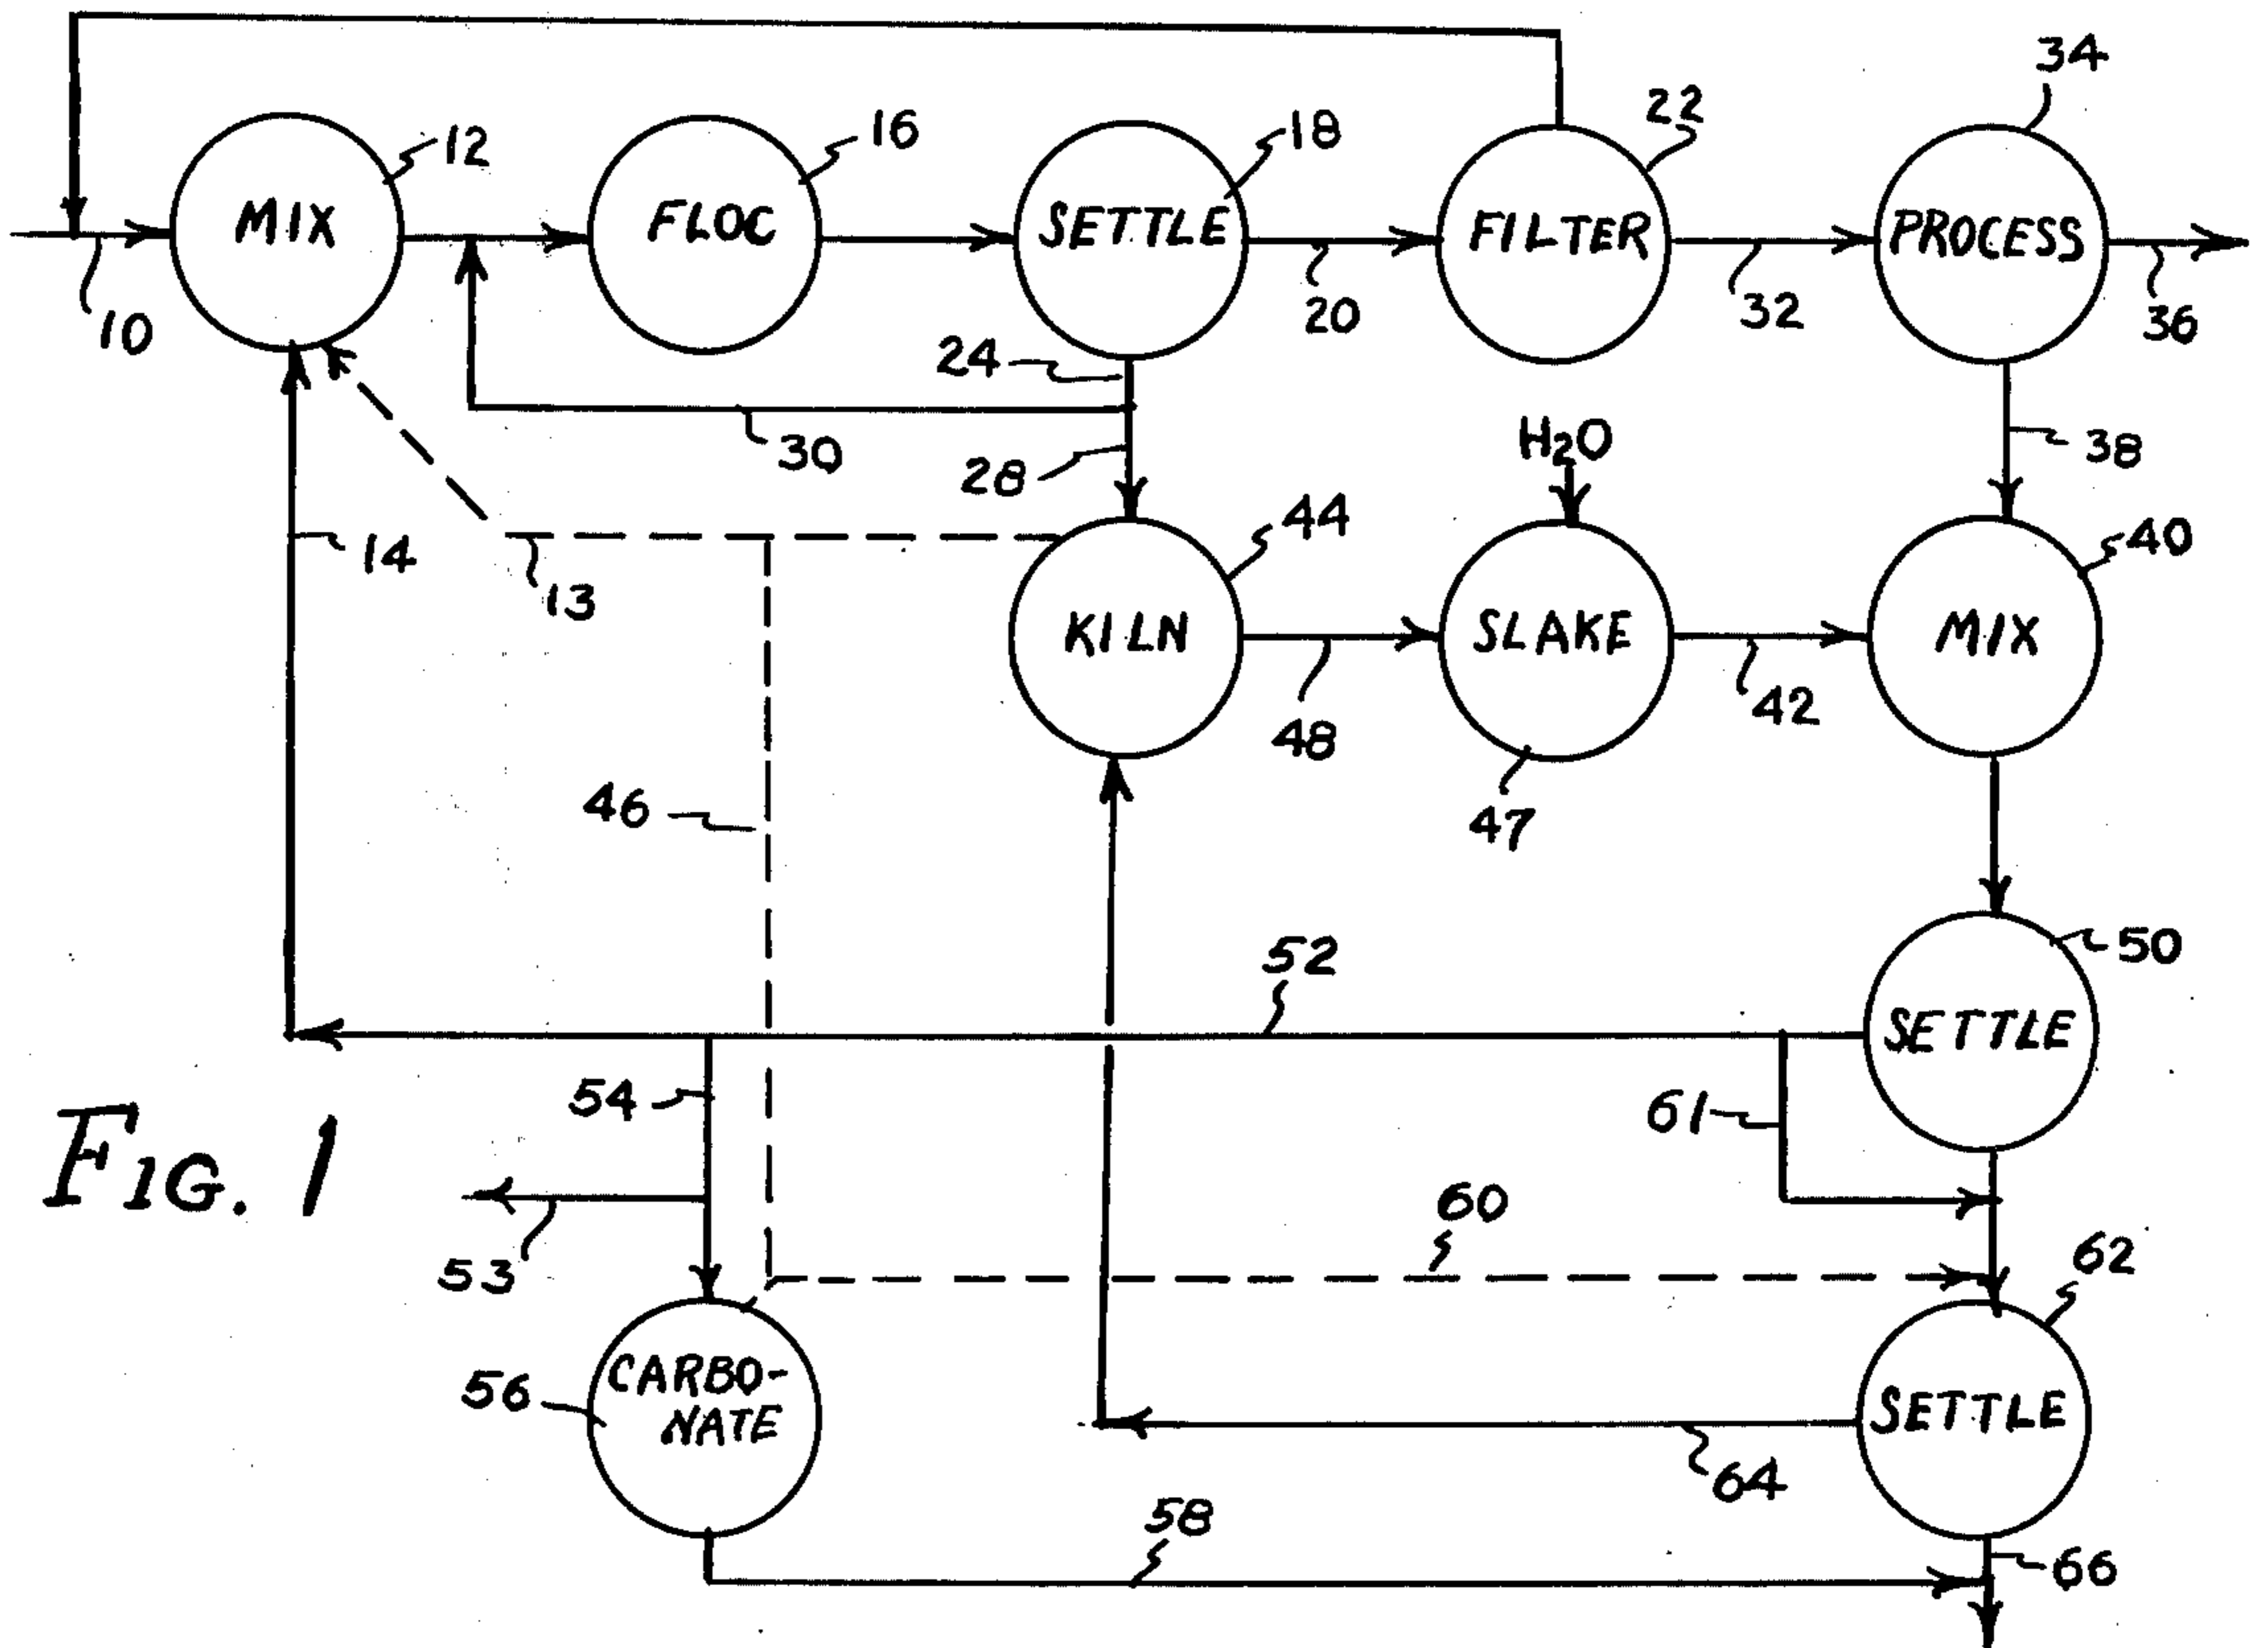 34
22
12
16
18
MIX
FLOC
SETTLE
FILTER
PROCESS
10
20
32
36
24
H2O
30
28
38
44
40
14
13
KILN
SLAKE
MIX
48
42
46
47
52
50
SETTLE
54
61
FIG. 1
60
53
62
CARBO-
NATE
56
SETTLE
64
58
66